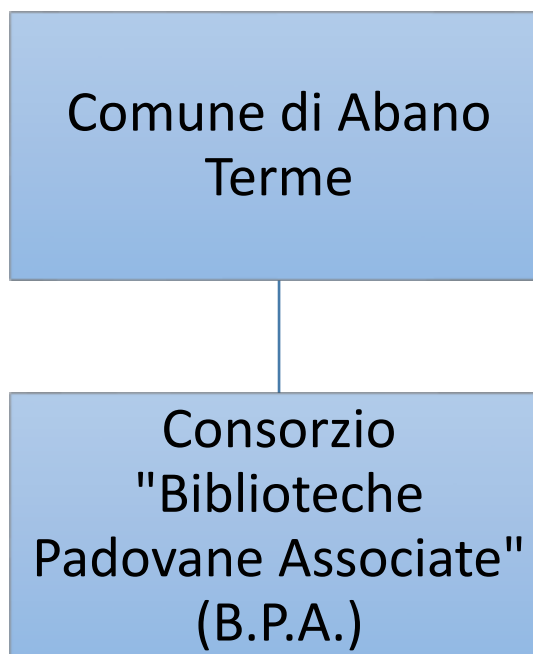 Comune di Abano
Terme
Consorzio
"Biblioteche
Padovane Associate"
(B.P.A.)